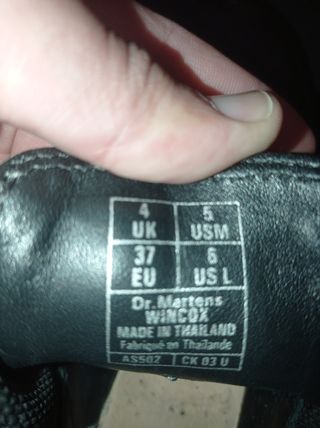 4 5
UK USM
37 6
EU US L
Dr. Martens
WINCOX
MADE IN THAILAND
Fabriqué en Thaïlande
AS502 CK 03 U